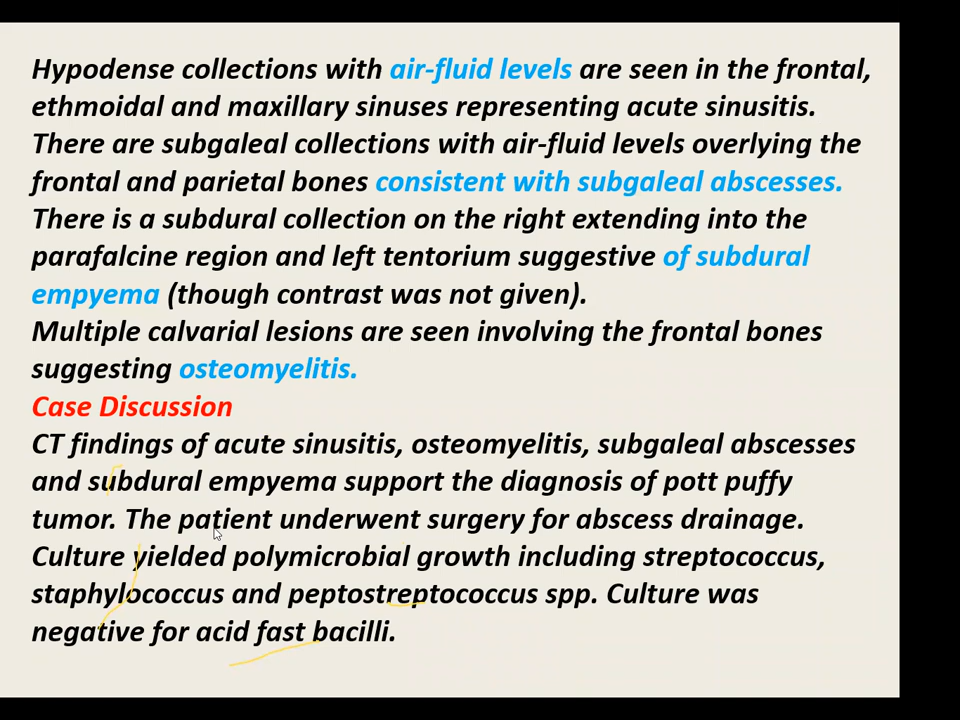 Hypodense collections with air-fluid levels are seen in the frontal,
ethmoidal and maxillary sinuses representing acute sinusitis.
There are subgaleal collections with air-fluid levels overlying the
frontal and parietal bones consistent with subgaleal abscesses.
There is a subdural collection on the right extending into the
parafalcine region and left tentorium suggestive of subdural
empyema (though contrast was not given).
Multiple calvarial lesions are seen involving the frontal bones
suggesting osteomyelitis.
Case Discussion
CT findings of acute sinusitis, osteomyelitis, subgaleal abscesses
and subdural empyema support the diagnosis of pott puffy
tumor. The patient underwent surgery for abscess drainage.
Culture yielded polymicrobial growth including streptococcus,
staphylococcus and peptostreptococcus spp. Culture was
negative for acid fast bacilli.